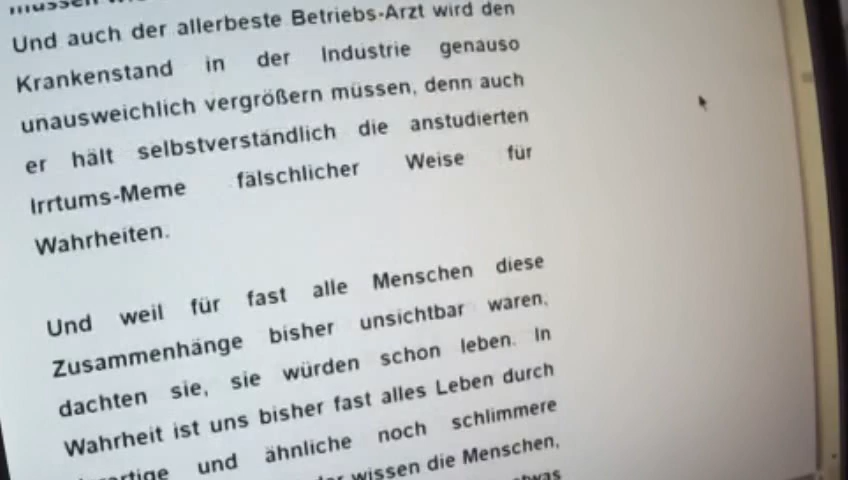 Und auch der allerbeste Betriebs-Arzt wird den
Krankenstand in der Industrie genauso
unausweichlich vergrößern müssen, denn auch
er hält selbstverständlich die anstudierten
Irrtums-Meme fälschlicher Weise für
Wahrheiten.
Und weil für fast alle Menschen diese
Zusammenhänge bisher unsichtbar waren,
dachten sie, sie würden schon leben. In
Wahrheit ist uns bisher fast alles Leben durch
und ähnliche noch schlimmere
wissen die Menschen,